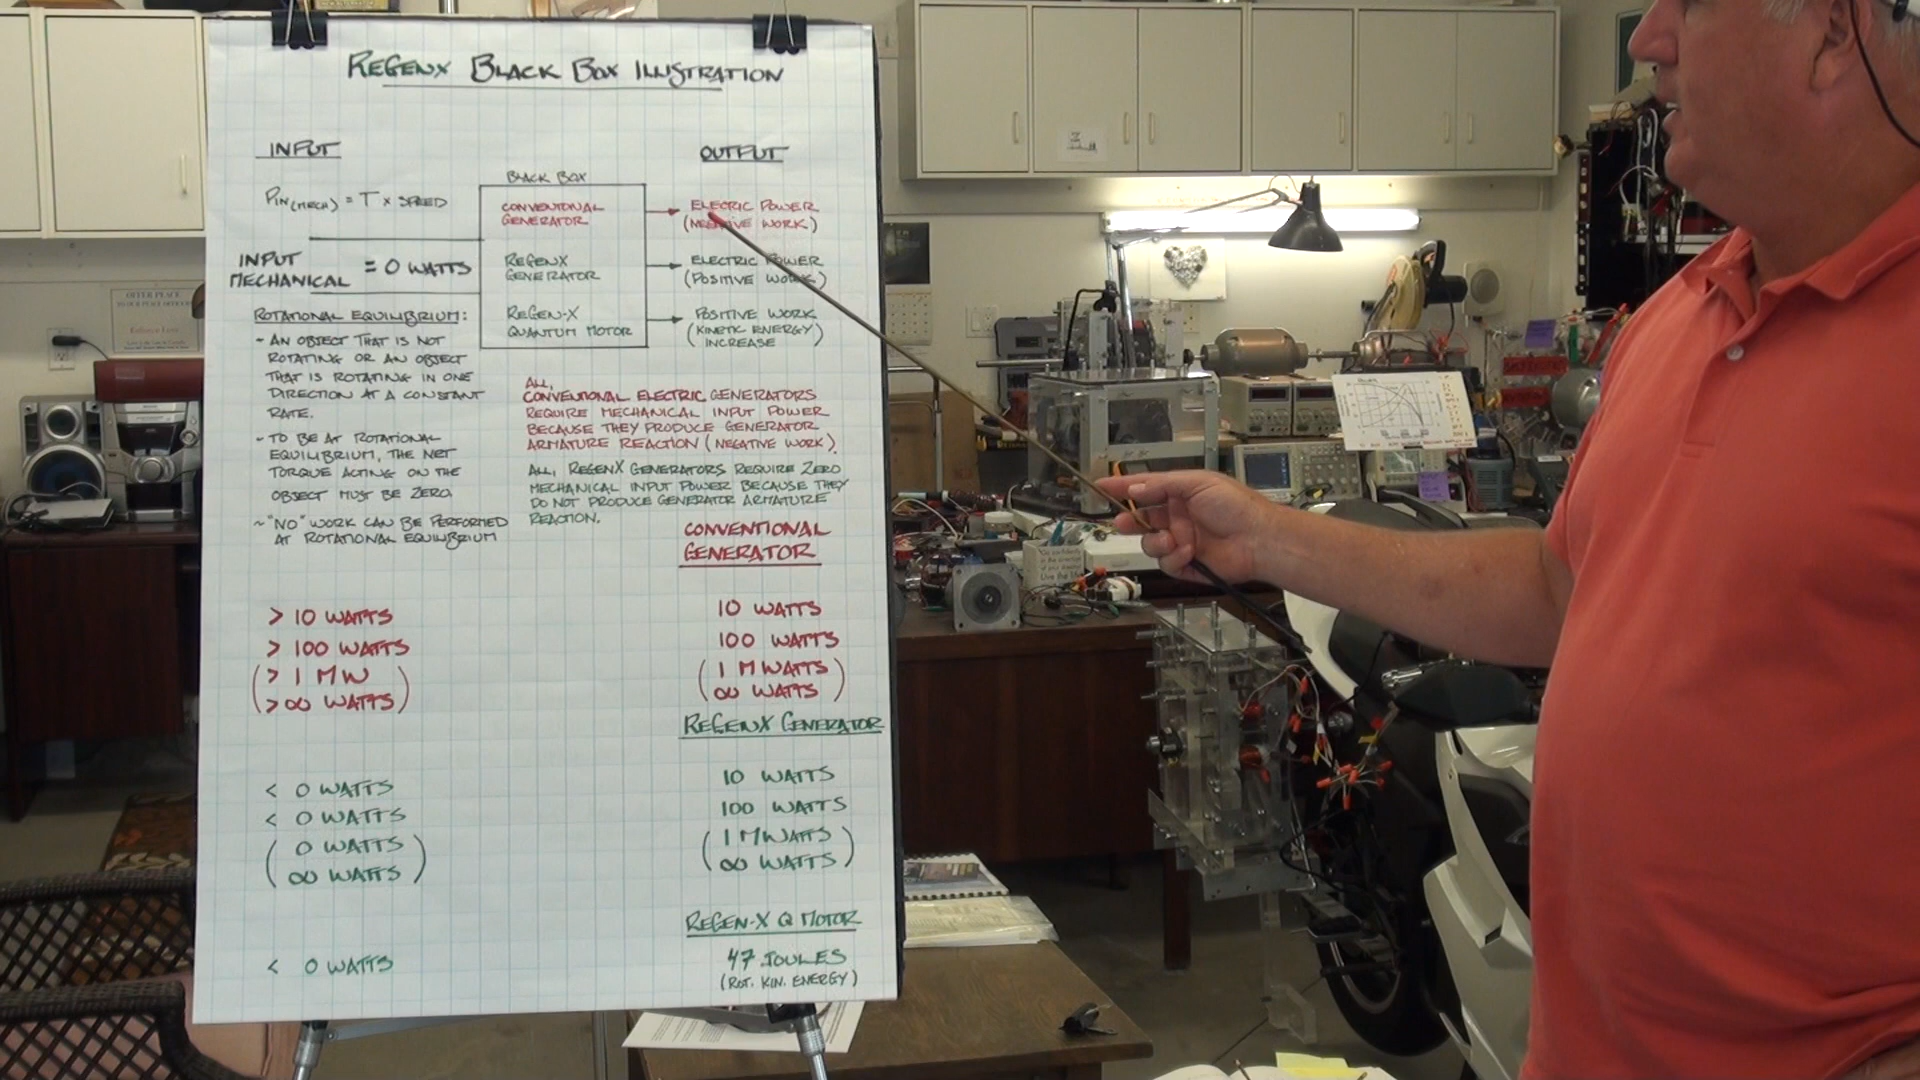 ReGenX Black Box Illustration
INPUT
OUTPUT
BLACK BOX
PIN(MECH) = T x SPEED
CONVENTIONAL
GENERATOR
ELECTRIC POWER
(NEGATIVE WORK)
INPUT
MECHANICAL = 0 WATTS
REGENX
GENERATOR
ELECTRIC POWER
(POSITIVE WORK)
REGEN-X
QUANTUM MOTOR
POSITIVE WORK
(KINETIC ENERGY)
INCREASE
ROTATIONAL EQUILIBRIUM:
~ AN OBJECT THAT IS NOT
ROTATING OR AN OBJECT
THAT IS ROTATING IN ONE
DIRECTION AT A CONSTANT
RATE.
~ TO BE AT ROTATIONAL
EQUILIBRIUM, THE NET
TORQUE ACTING ON THE
OBJECT MUST BE ZERO
~ "NO" WORK CAN BE PERFORMED
AT ROTATIONAL EQUILIBRIUM
ALL,
CONVENTIONAL ELECTRIC GENERATORS
REQUIRE MECHANICAL INPUT POWER
BECAUSE THEY PRODUCE GENERATOR
ARMATURE REACTION (NEGATIVE WORK).
ALL, REGENX GENERATORS REQUIRE ZERO
MECHANICAL INPUT POWER BECAUSE THEY
DO NOT PRODUCE GENERATOR ARMATURE
REACTION.
CONVENTIONAL
GENERATOR
> 10 WATTS
10 WATTS
> 100 WATTS
100 WATTS
(> 1 MW
(1 MWATTS
> ∞ WATTS)
∞ WATTS)
REGENX GENERATOR
< 0 WATTS
10 WATTS
< 0 WATTS
100 WATTS
(0 WATTS
(1 MWATTS
∞ WATTS)
∞ WATTS)
REGEN-X Q MOTOR
< 0 WATTS
47 JOULES
(ROT. KIN. ENERGY)